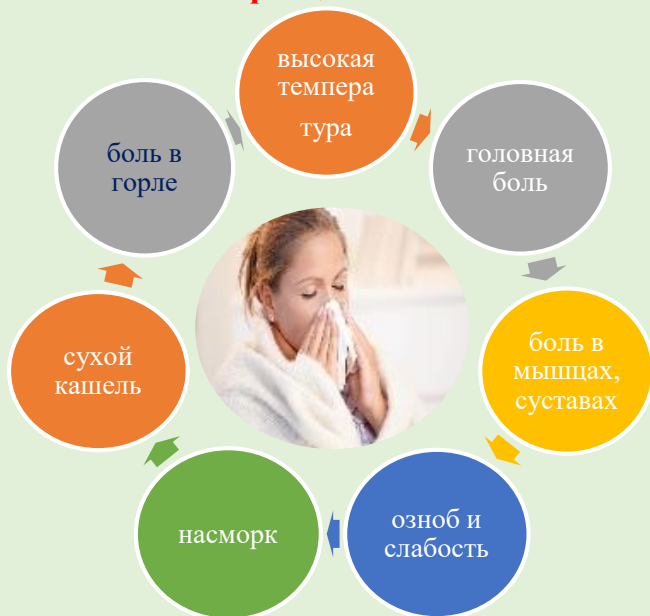 высокая
темпера
тура
головная
боль
боль в
мышцах,
суставах
озноб и
слабость
насморк
сухой
кашель
боль в
горле